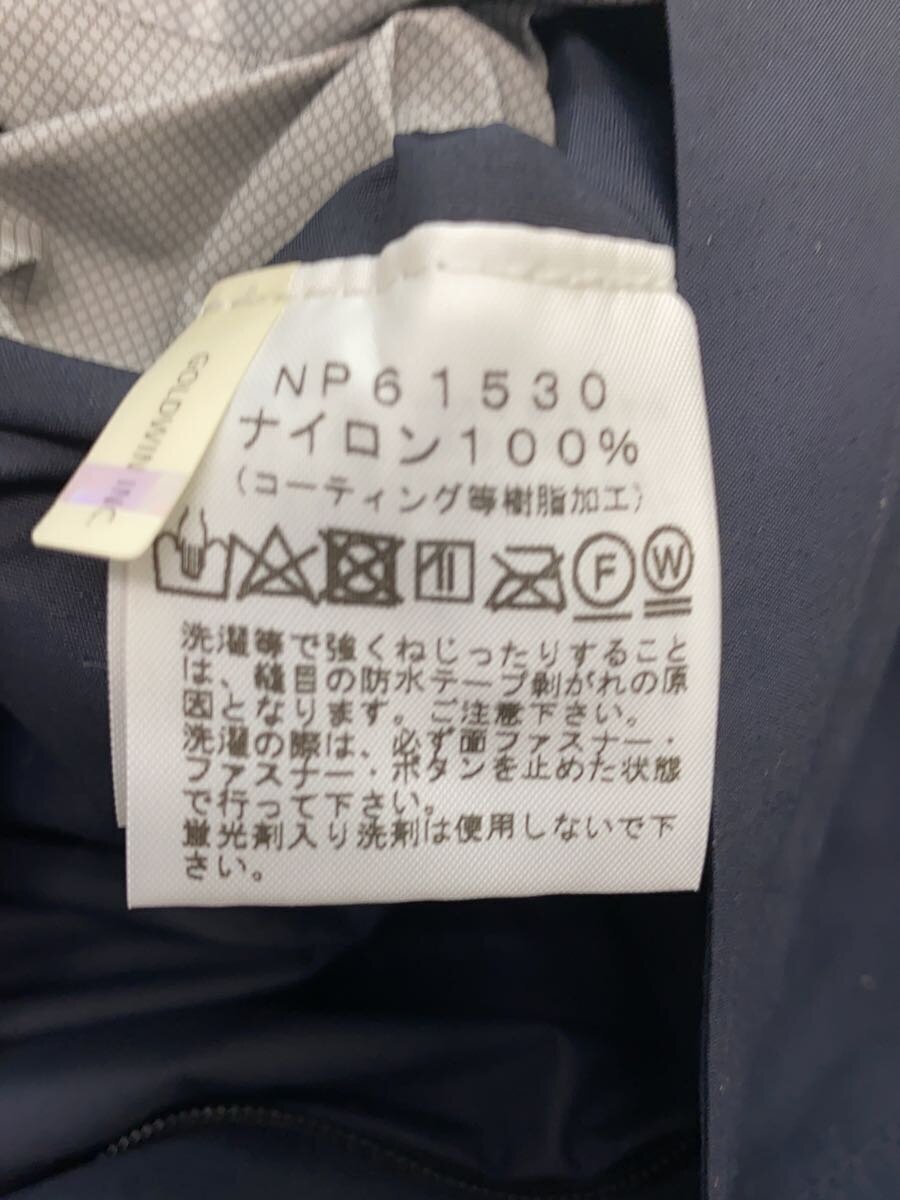 GOLDWIN INC.
NP61530
ナイロン100%
(コーティング等樹脂加工)
F
W
洗濯等で強くねじったりすること
は、縫目の防水テープ剥がれの原
因となります。ご注意下さい。
洗濯の際は、必ず面ファスナー・
ファスナー・ボタンを止めた状態
で行って下さい。
蛍光剤入り洗剤は使用しないで下
さい。